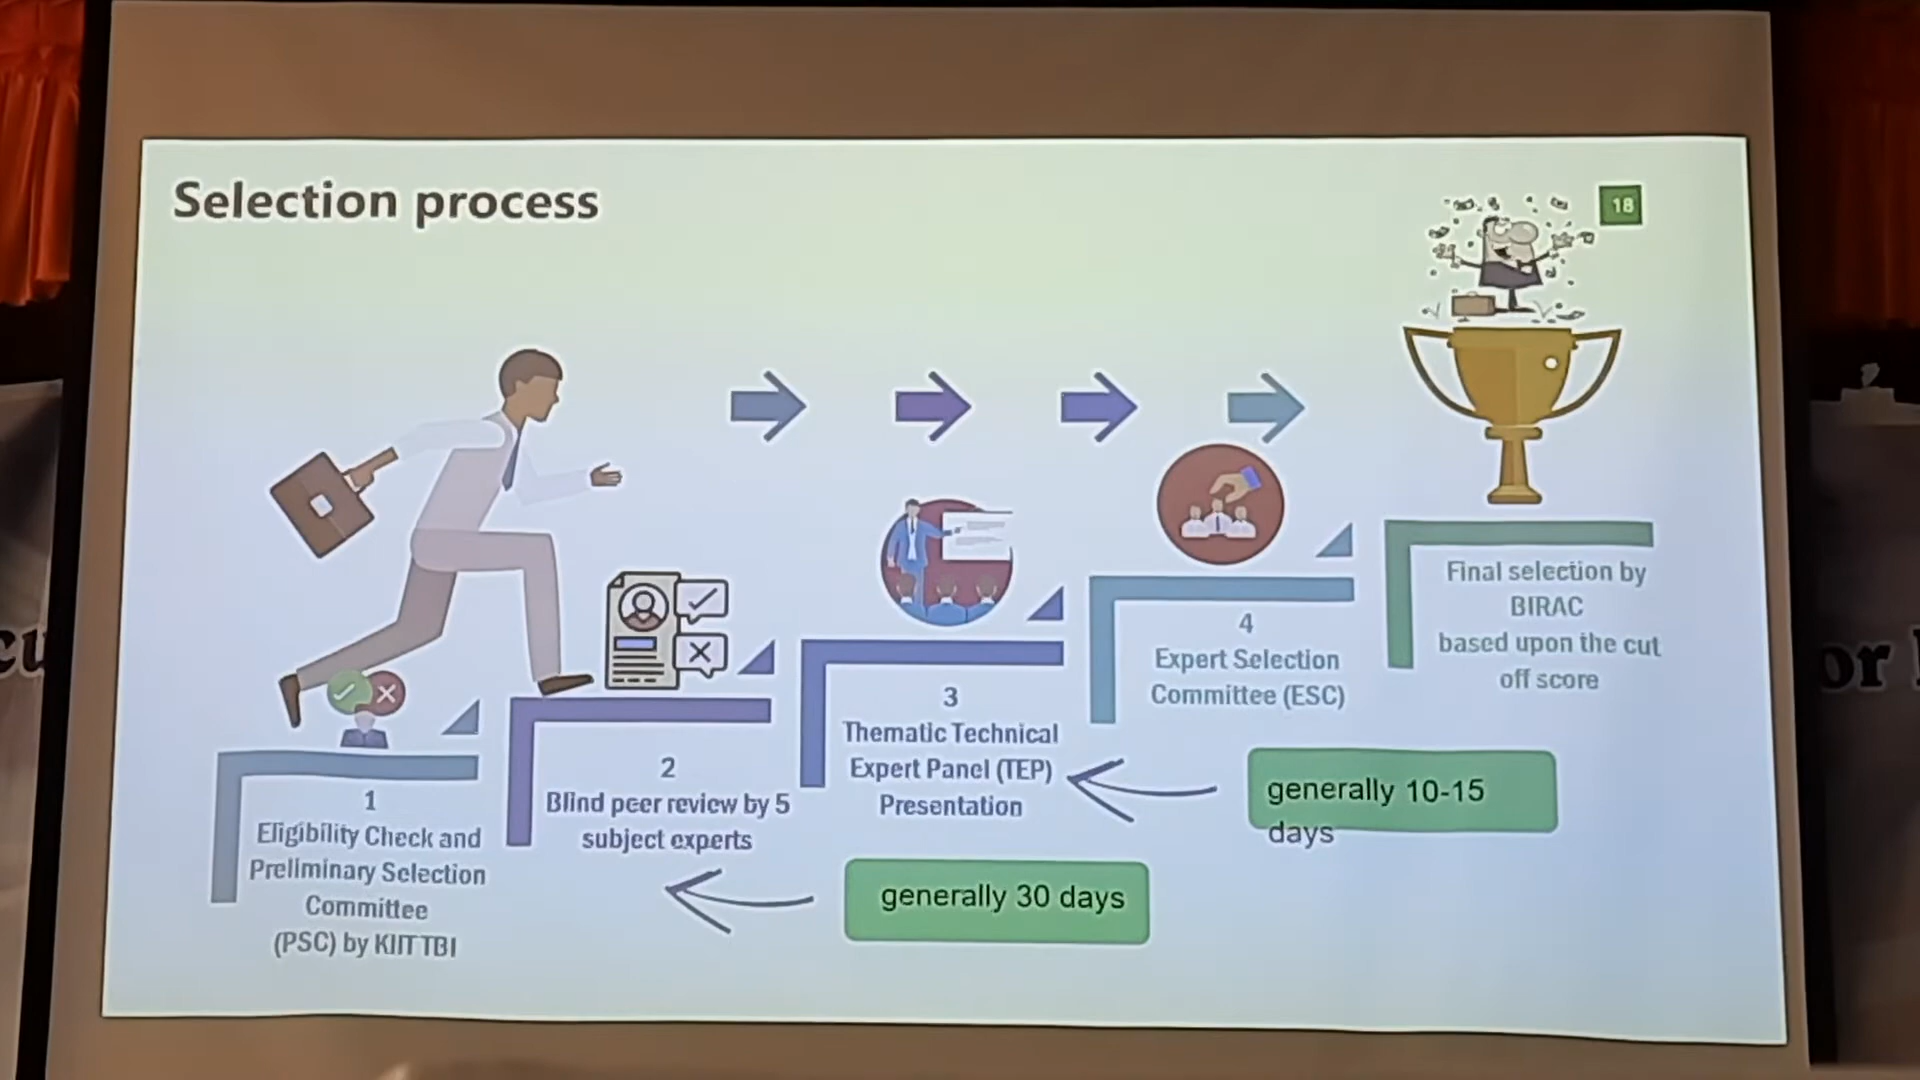 Selection process
18
1
Eligibility Check and
Preliminary Selection
Committee
(PSC) by KIIT TBI
2
Blind peer review by 5
subject experts
generally 30 days
3
Thematic Technical
Expert Panel (TEP)
Presentation
generally 10-15
days
4
Expert Selection
Committee (ESC)
Final selection by
BIRAC
based upon the cut
off score